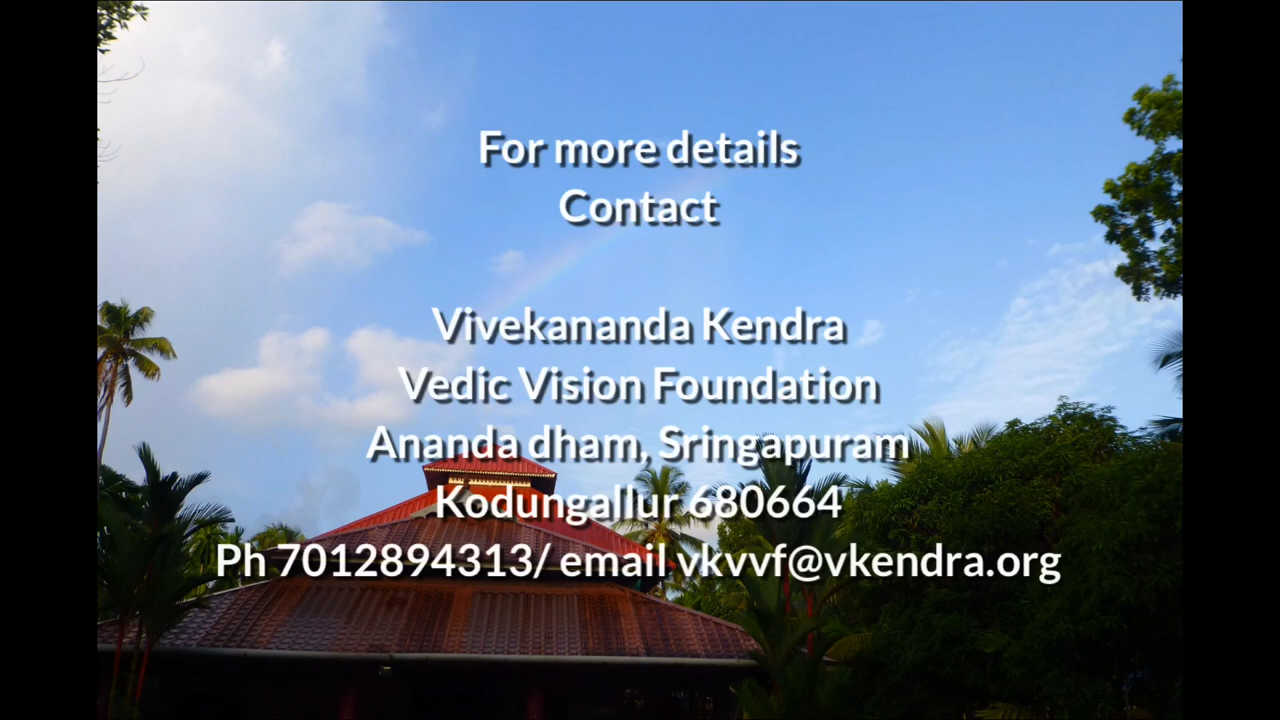 For more details
Contact
Vivekananda Kendra
Vedic Vision Foundation
Ananda dham, Sringapuram
Kodungallur 680664
Ph 7012894313/ email vkvvf@vkendra.org